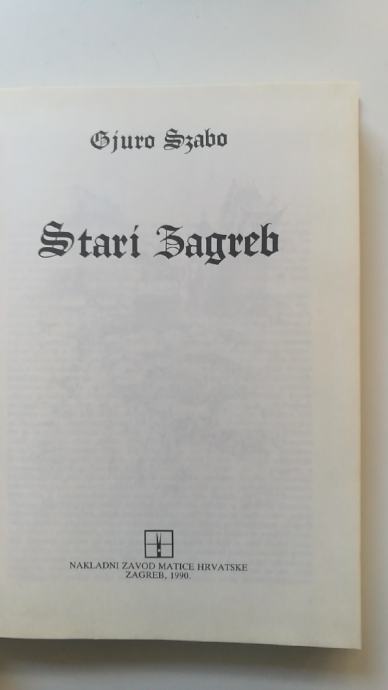 Gjuro Szabo
Stari Zagreb
NAKLADNI ZAVOD MATICE HRVATSKE
ZAGREB, 1990.